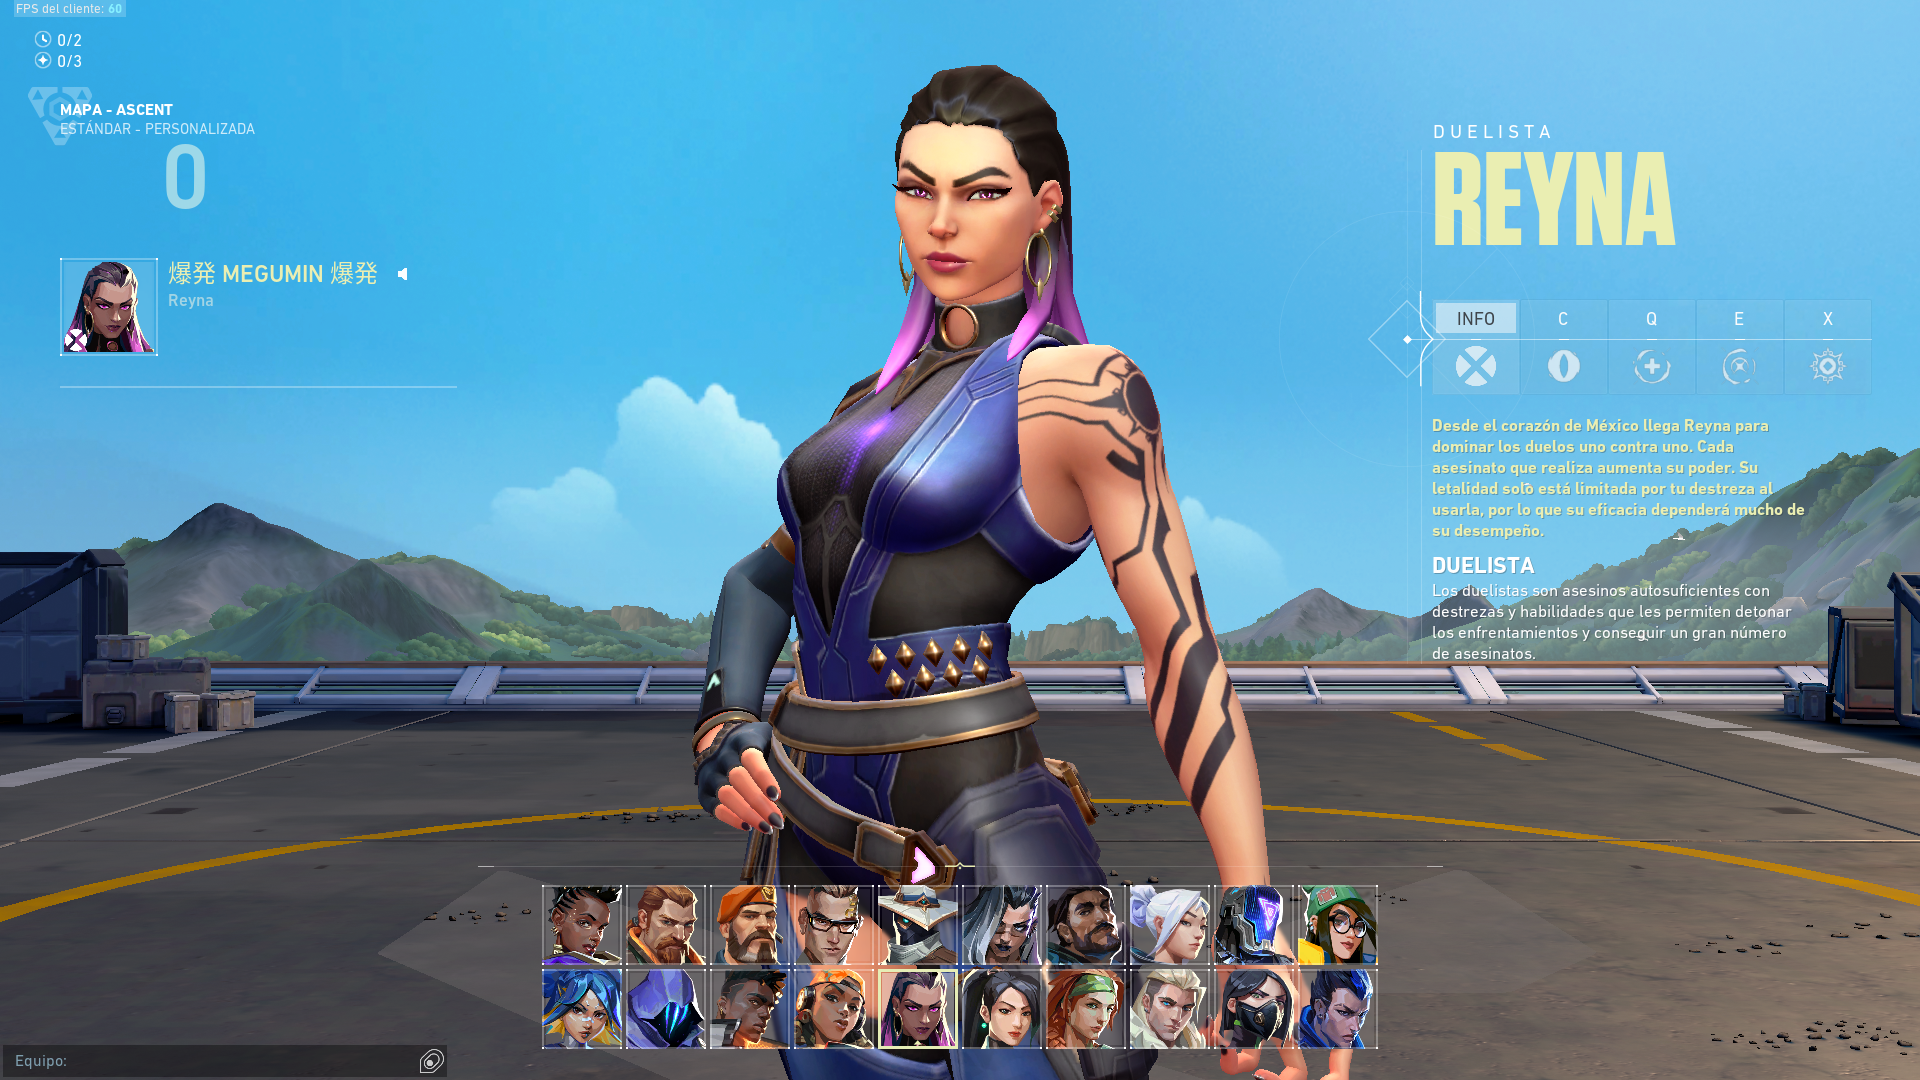 FPS del cliente: 60
0/2
0/3
MAPA - ASCENT
ESTÁNDAR - PERSONALIZADA
0
爆発 MEGUMIN 爆発
Reyna
DUELISTA
REYNA
INFO
C
Q
E
X
Desde el corazón de México llega Reyna para
dominar los duelos uno contra uno. Cada
asesinato que realiza aumenta su poder. Su
letalidad solo está limitada por tu destreza al
usarla, por lo que su eficacia dependerá mucho de
su desempeño.
DUELISTA
Los duelistas son asesinos autosuficientes con
destrezas y habilidades que les permiten detonar
los enfrentamientos y conseguir un gran número
de asesinatos.
Equipo: